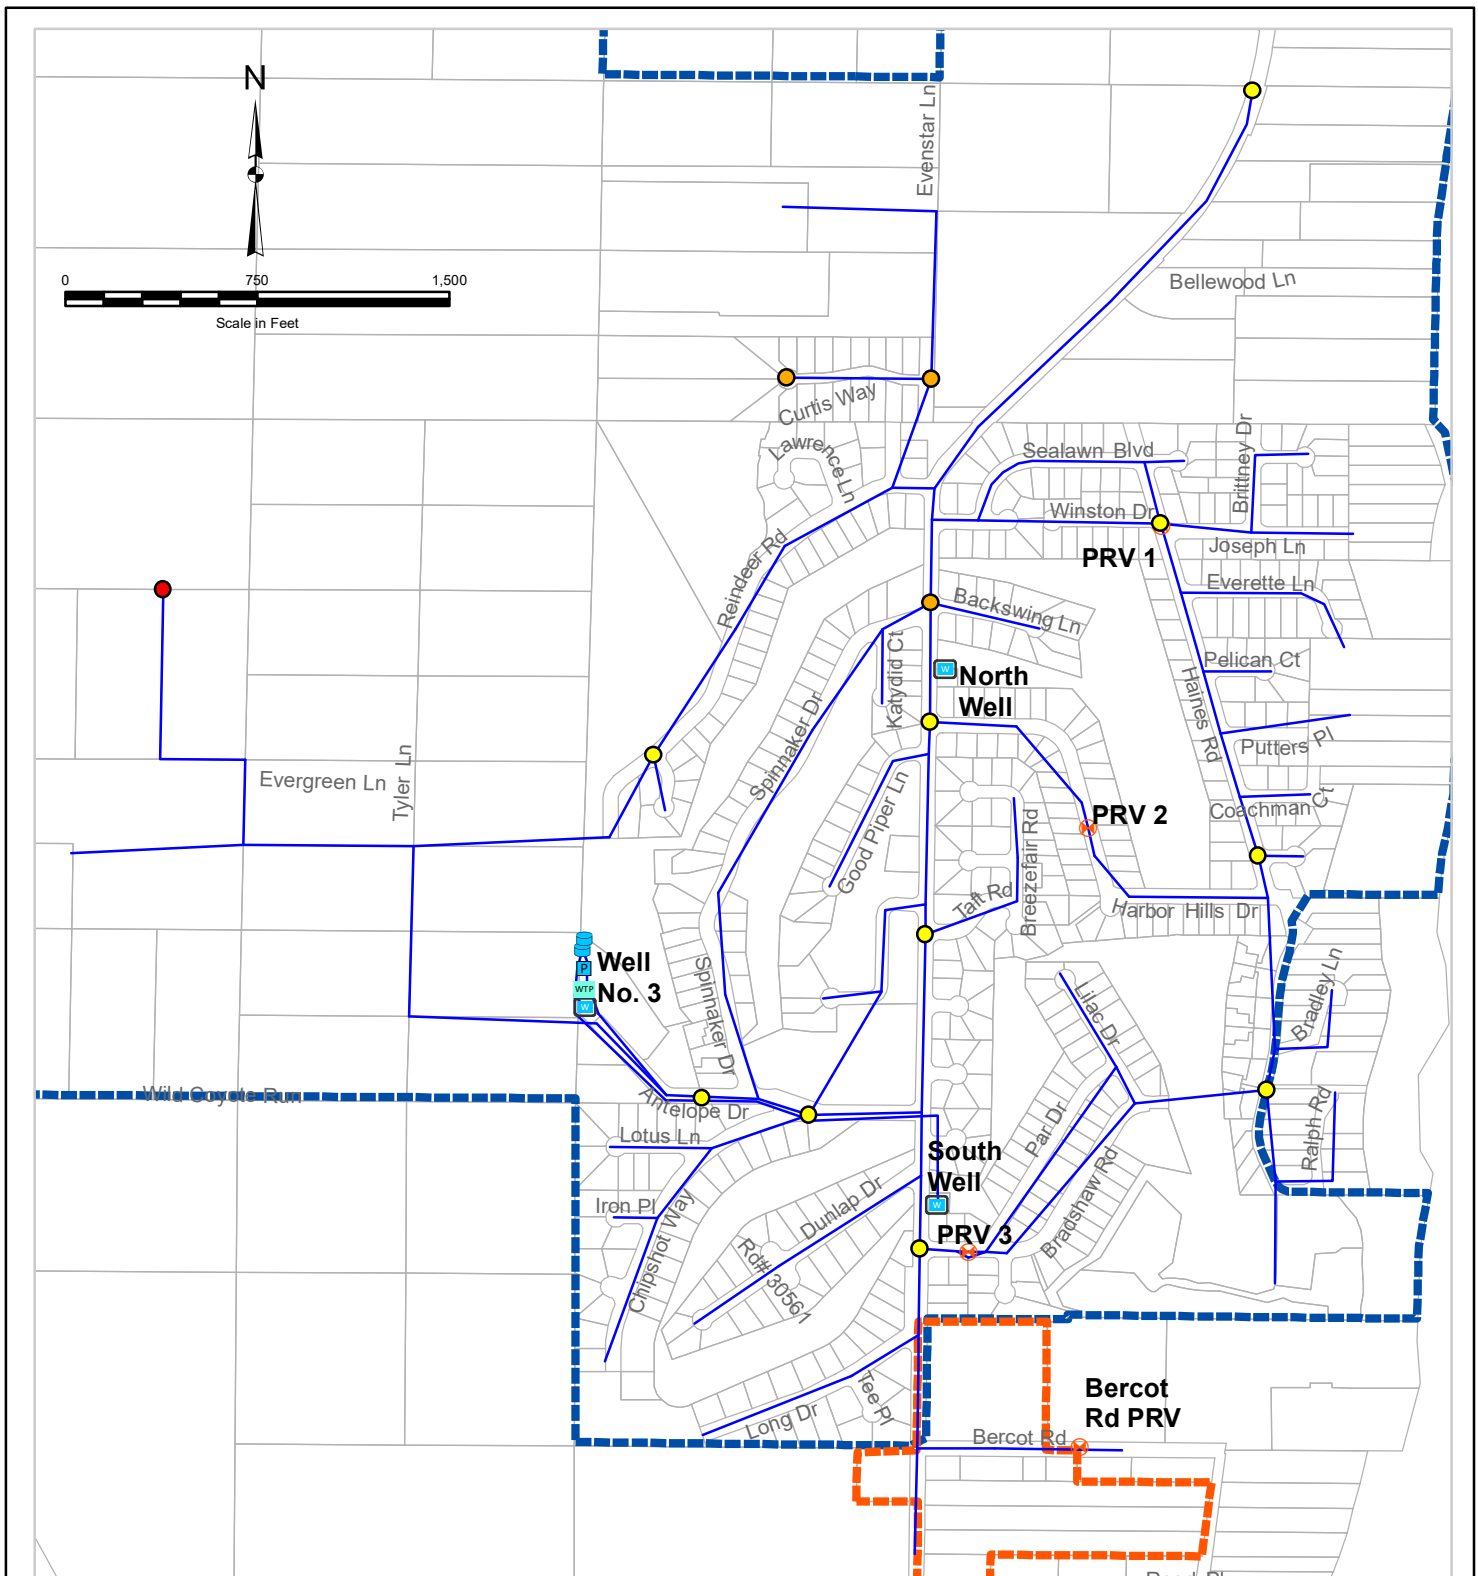 N
Evenstar Ln
0 750 1,500
Scale in Feet
Bellewood Ln
Curtis Way
Lawrence Ln
Sealawn Blvd
Brittney Dr
Winston Dr
Joseph Ln
PRV 1
Reindeer Rd
Everette Ln
Backswing Ln
Katydid Ct
Pelican Ct
North
Well
Haines Rd
Spinnaker Dr
Putters Pl
Evergreen Ln
Tyler Ln
Good Piper Ln
Coachman Ct
PRV 2
Breezefair Rd
Taft Rd
Harbor Hills Dr
Well
No. 3
P
WTP
W
W
W
Spinnaker Dr
Lilac Dr
Bradley Ln
Wild Coyote Run
Antelope Dr
Lotus Ln
Par Dr
Ralph Rd
South
Well
Iron Pl
Chipshot Way
Dunlap Dr
Bradshaw Rd
PRV 3
Rd# 30561
Bercot
Rd PRV
Tee Pl
Long Dr
Bercot Rd